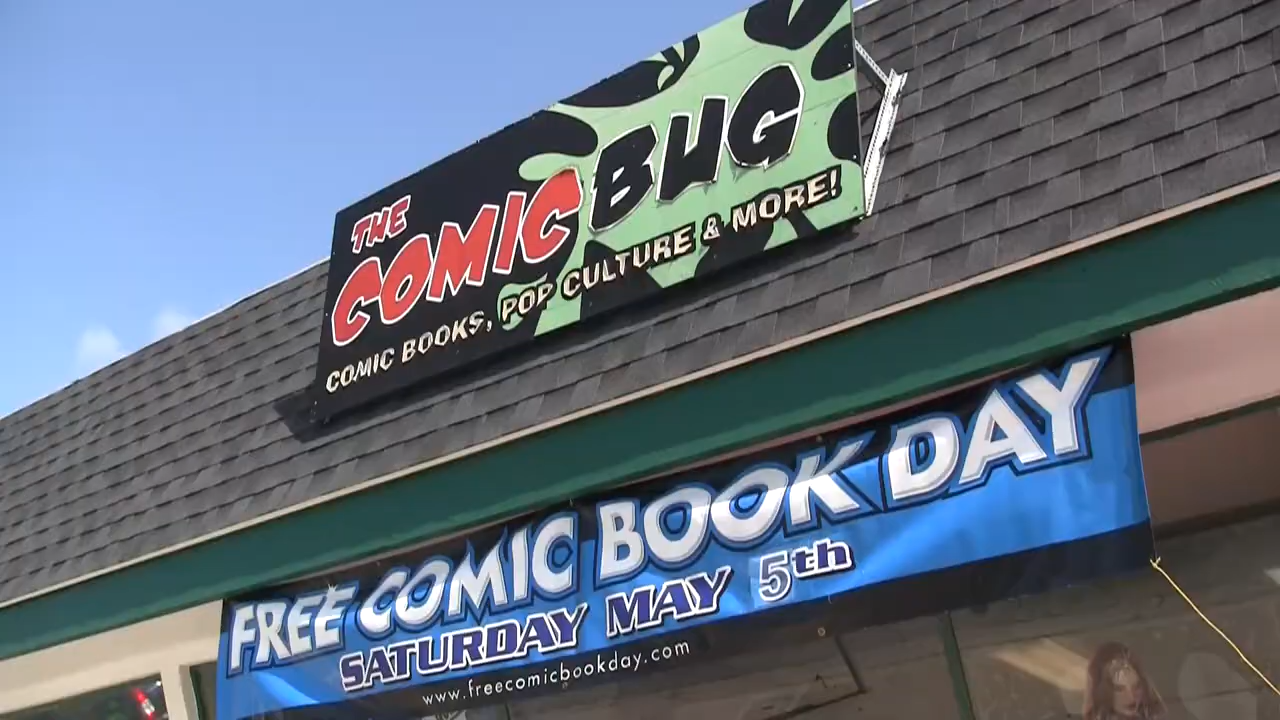 THE
COMIC BUG
COMIC BOOKS, POP CULTURE & MORE!
FREE COMIC BOOK DAY
SATURDAY MAY 5th
www.freecomicbookday.com